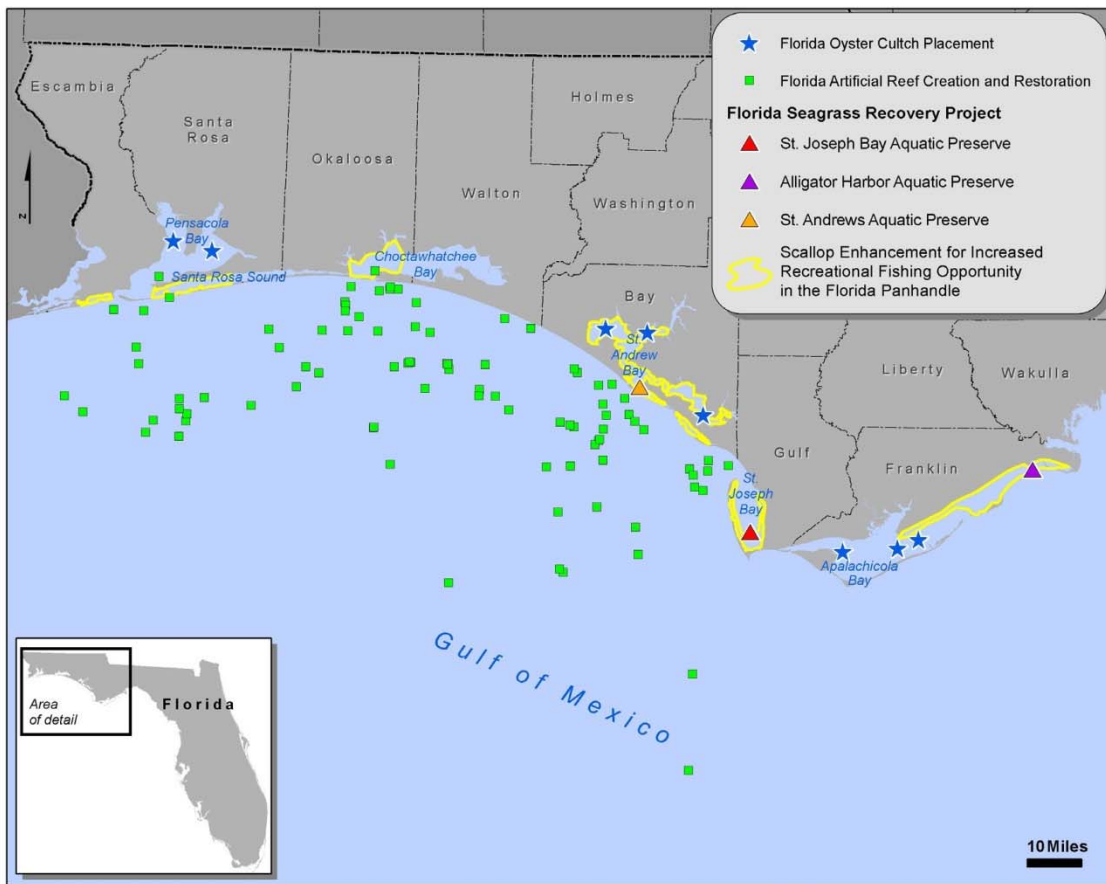 Escambia
Santa
Rosa
Okaloosa
Walton
Holmes
Washington
Bay
Gulf
Liberty
Wakulla
Franklin
Pensacola
Bay
Santa Rosa Sound
Choctawhatchee
Bay
St.
Andrew
Bay
St.
Joseph
Bay
Apalachicola
Bay
Gulf of Mexico
Florida Oyster Cultch Placement
Florida Artificial Reef Creation and Restoration
Florida Seagrass Recovery Project
St. Joseph Bay Aquatic Preserve
Alligator Harbor Aquatic Preserve
St. Andrews Aquatic Preserve
Scallop Enhancement for Increased
Recreational Fishing Opportunity
in the Florida Panhandle
N
Area
of detail
Florida
10 Miles